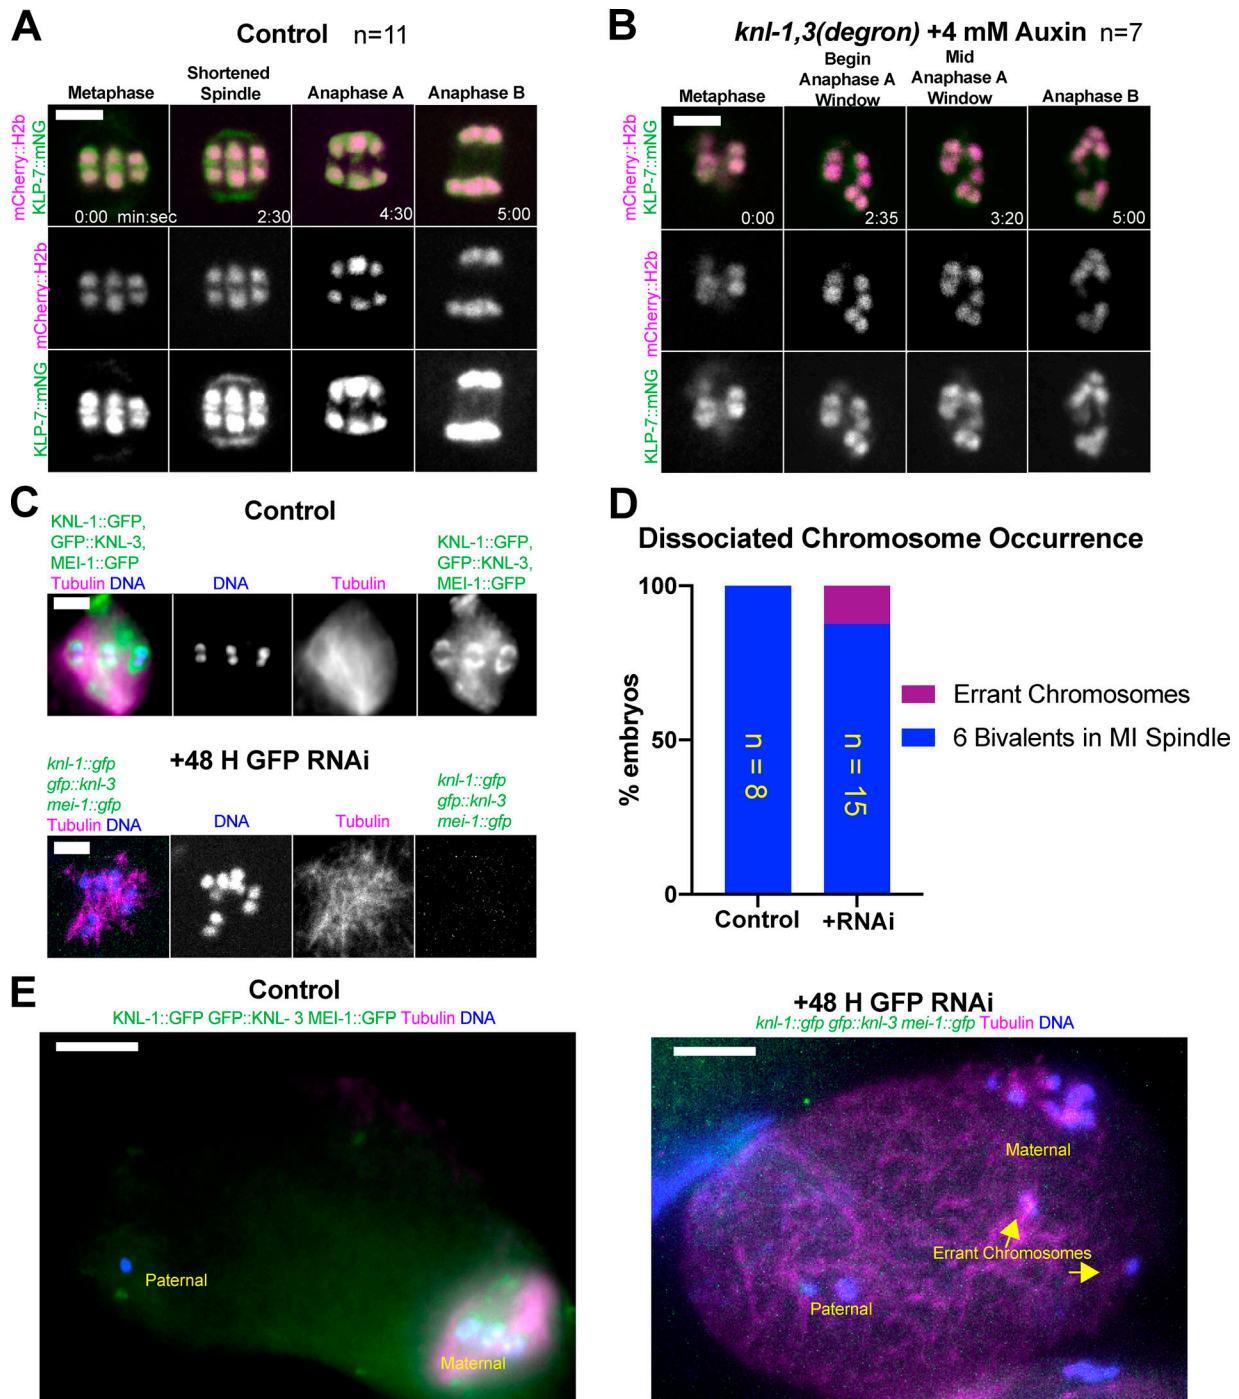 A
Control n=11
Metaphase
Shortened
Spindle
Anaphase A
Anaphase B
mCherry::H2b
KLP-7::mNG
0:00 min:sec
2:30
4:30
5:00
mCherry::H2b
KLP-7::mNG
B
knl-1,3(degron) +4 mM Auxin n=7
Metaphase
Begin
Anaphase A
Window
Mid
Anaphase A
Window
Anaphase B
mCherry::H2b
KLP-7::mNG
0:00
2:35
3:20
5:00
mCherry::H2b
KLP-7::mNG
C
Control
KNL-1::GFP,
GFP::KNL-3,
MEI-1::GFP
Tubulin DNA
DNA
Tubulin
KNL-1::GFP,
GFP::KNL-3,
MEI-1::GFP
+48 H GFP RNAi
knl-1::gfp
gfp::knl-3
mei-1::gfp
Tubulin DNA
DNA
Tubulin
knl-1::gfp
gfp::knl-3
mei-1::gfp
D
Dissociated Chromosome Occurrence
% embryos
100
50
0
n = 8
n = 15
Control
+RNAi
Errant Chromosomes
6 Bivalents in MI Spindle
E
Control
KNL-1::GFP GFP::KNL- 3 MEI-1::GFP Tubulin DNA
Paternal
Maternal
+48 H GFP RNAi
knl-1::gfp gfp::knl-3 mei-1::gfp Tubulin DNA
Maternal
Errant Chromosomes
Paternal